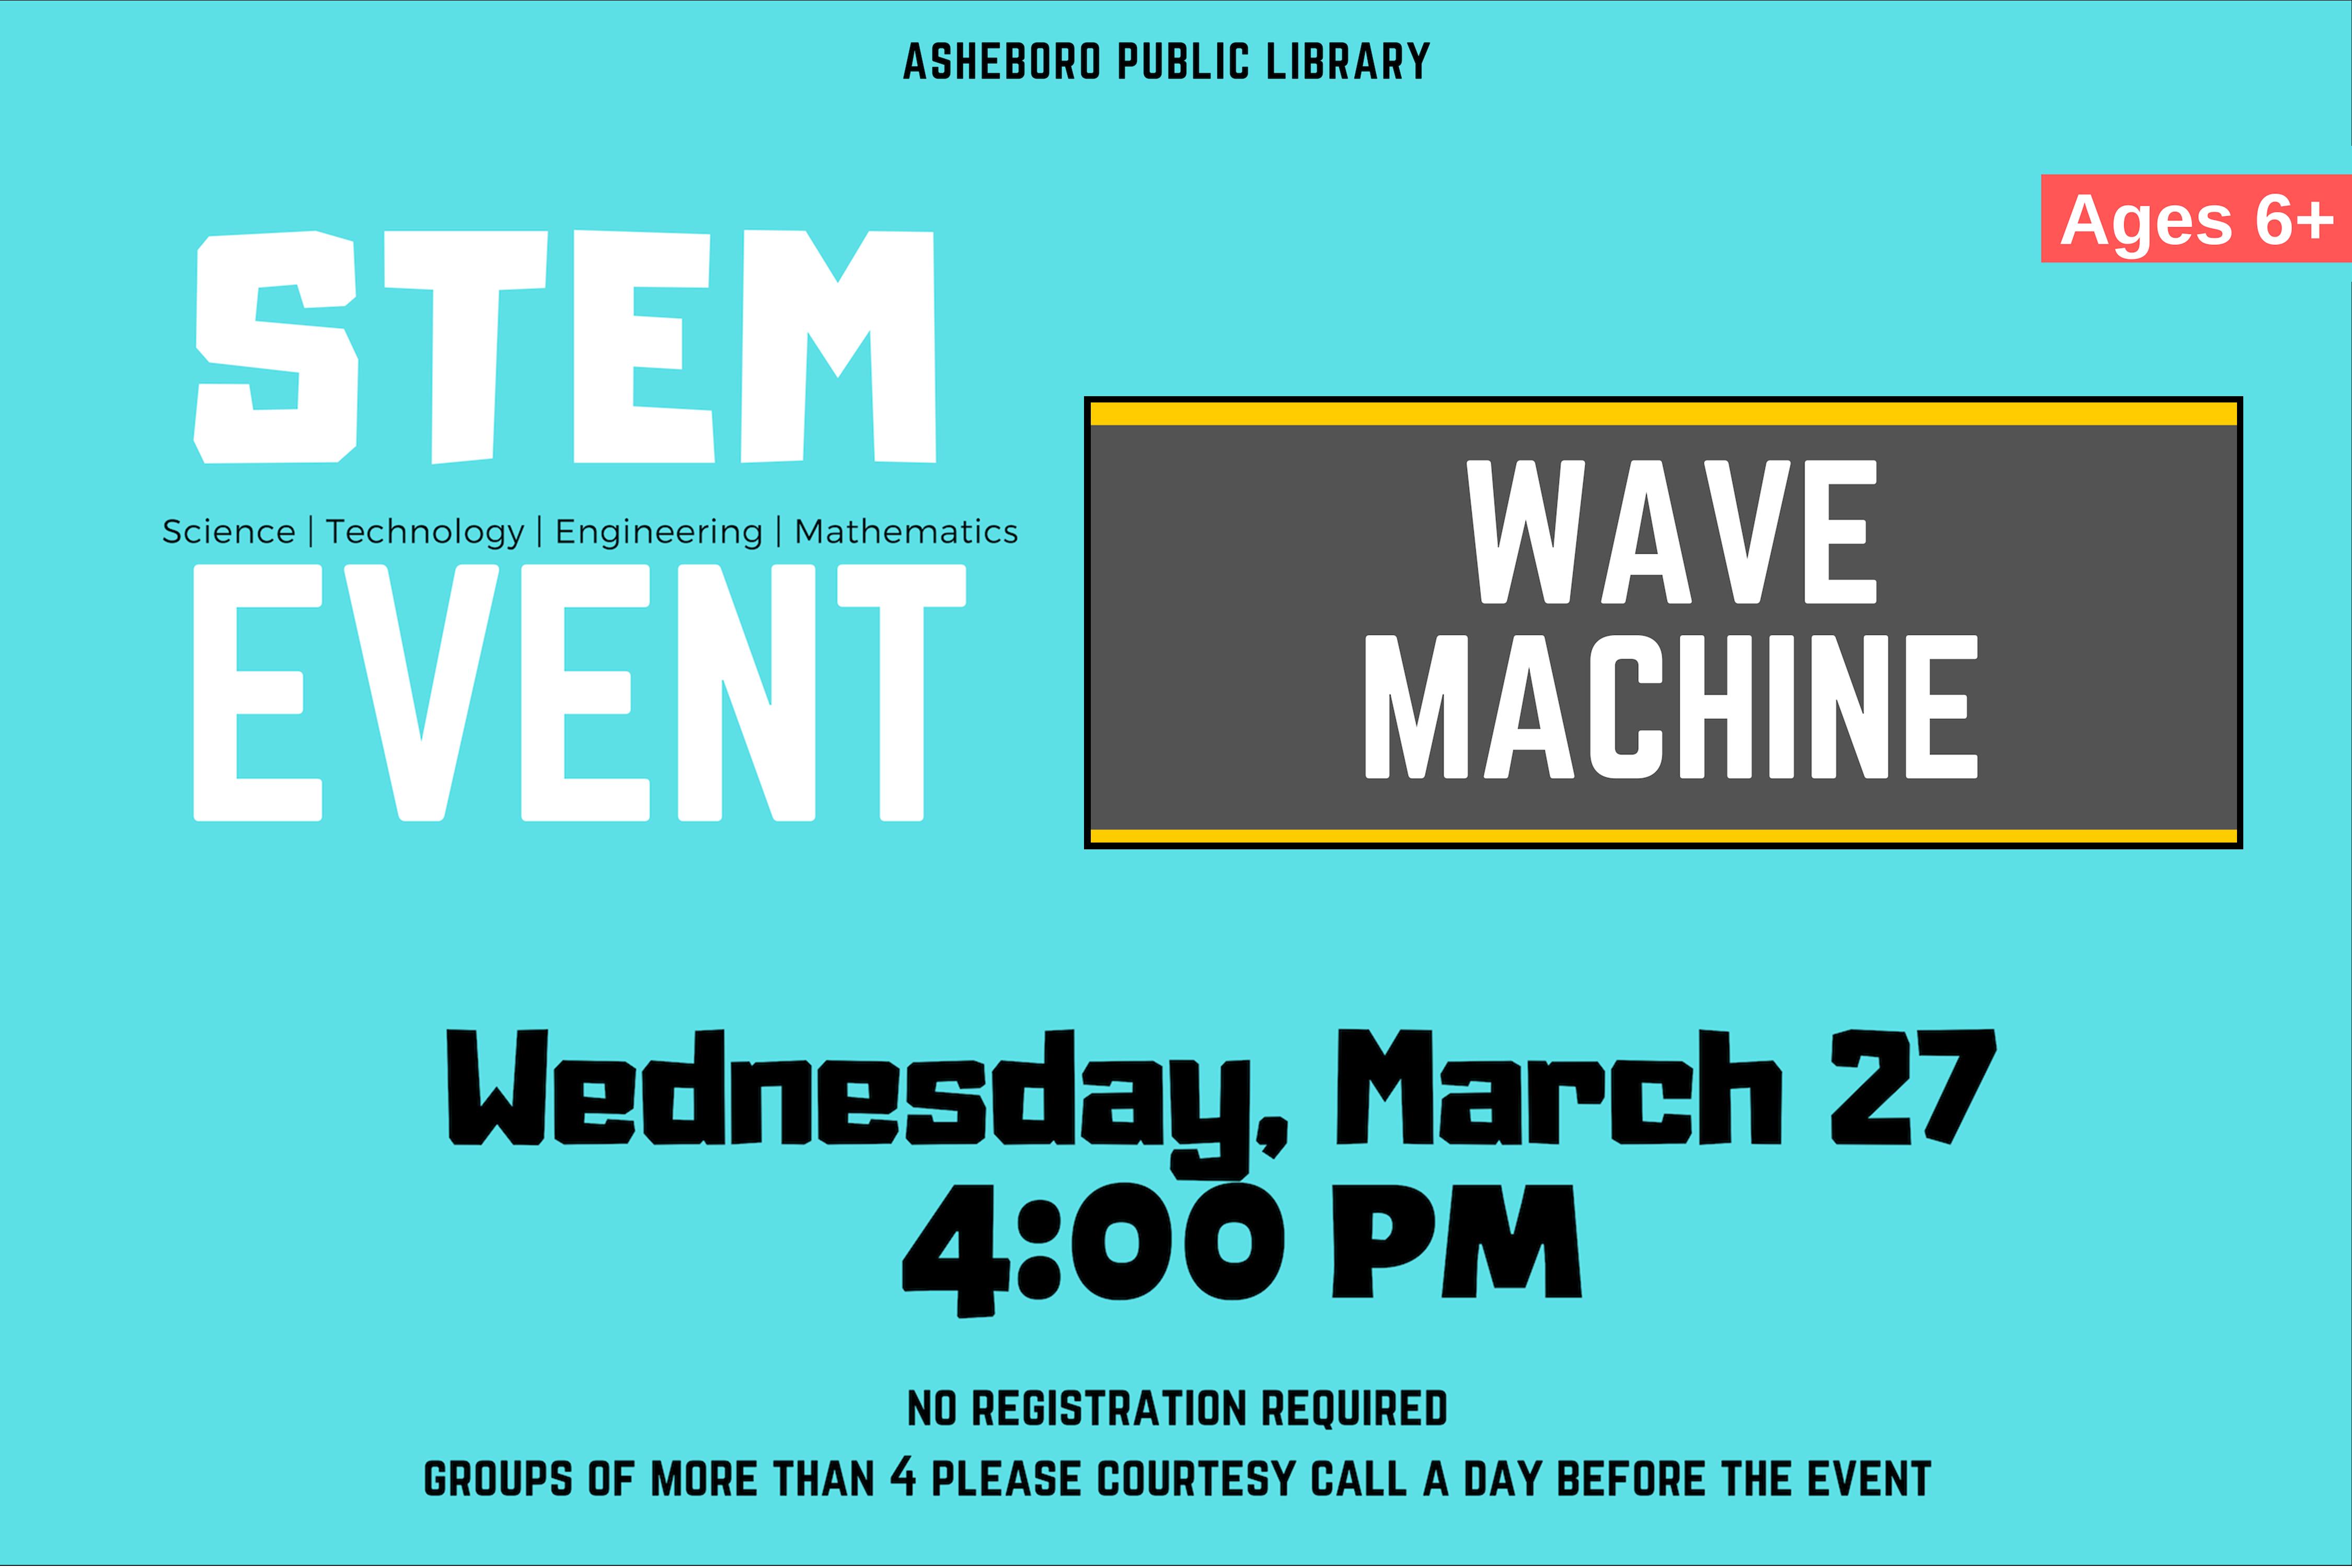 ASHEBORO PUBLIC LIBRARY
Ages 6+
STEM
Science | Technology | Engineering | Mathematics
EVENT
WAVE
MACHINE
Wednesday, March 27
4:00 PM
NO REGISTRATION REQUIRED
GROUPS OF MORE THAN 4 PLEASE COURTESY CALL A DAY BEFORE THE EVENT